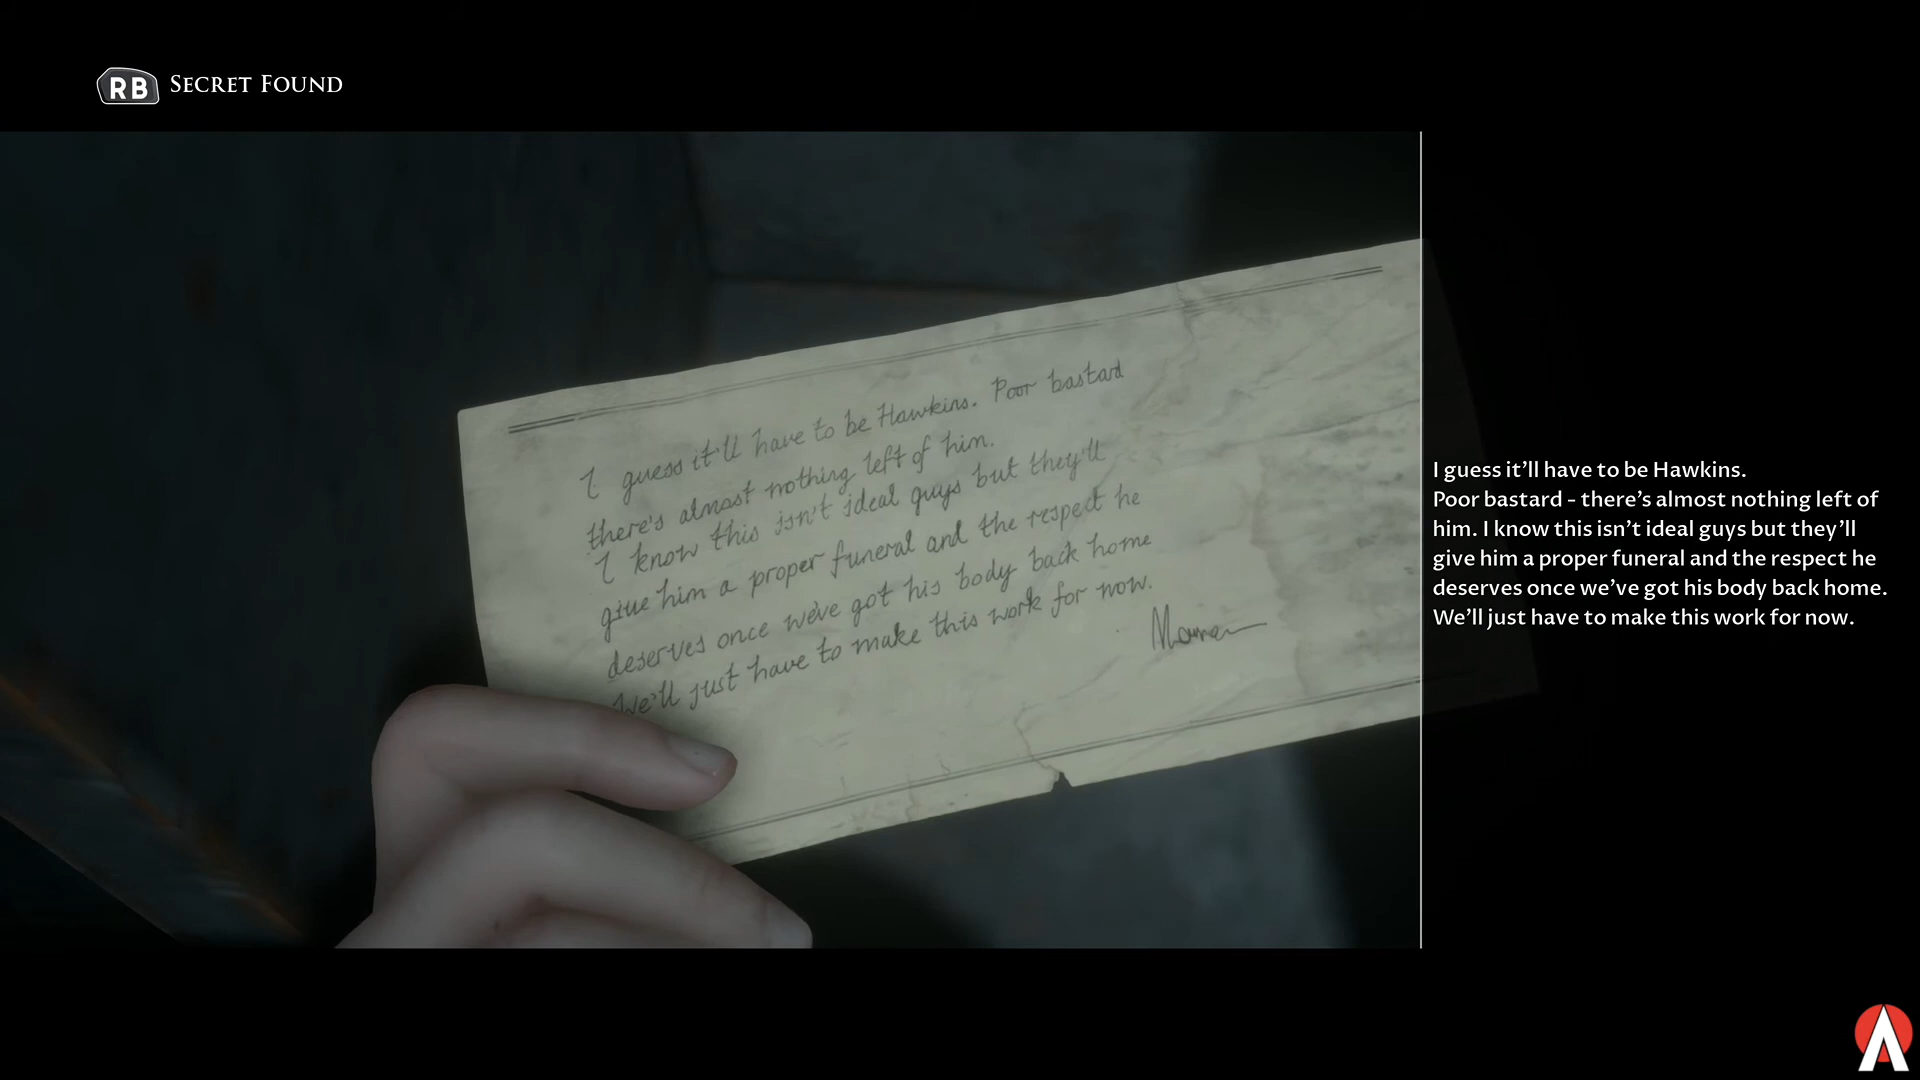 RB SECRET FOUND
I guess it'll have to be Hawkins. Poor bastard
there's almost nothing left of him.
I know this isn't ideal guys but they'll
give him a proper funeral and the respect he
deserves once we've got his body back home
We'll just have to make this work for now.
I guess it'll have to be Hawkins.
Poor bastard - there's almost nothing left of
him. I know this isn't ideal guys but they'll
give him a proper funeral and the respect he
deserves once we've got his body back home.
We'll just have to make this work for now.